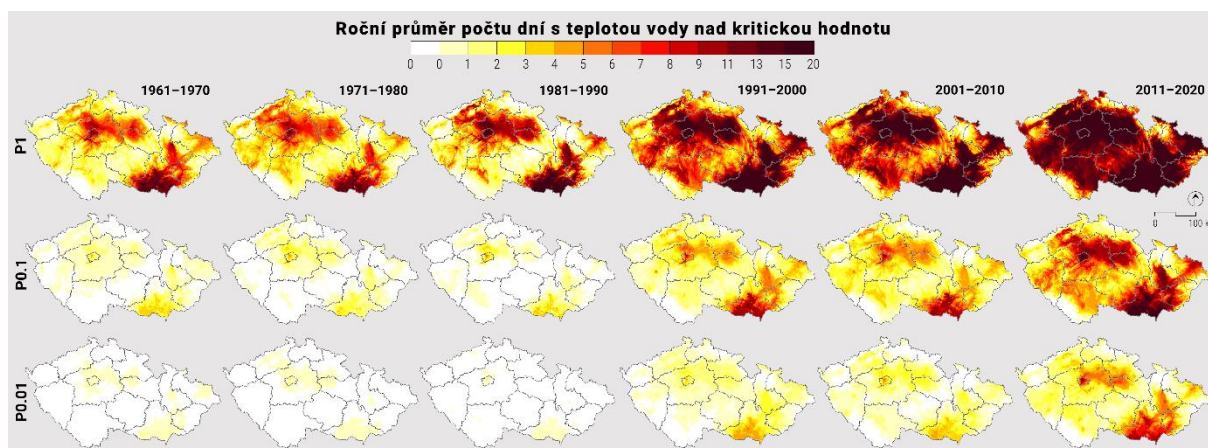 Roční průměr počtu dní s teplotou vody nad kritickou hodnotu
0 0 1 2 3 4 5 6 7 8 9 11 13 15 20
1961–1970 1971–1980 1981–1990 1991–2000 2001–2010 2011–2020
P1
0 100
P0.1
P0.01